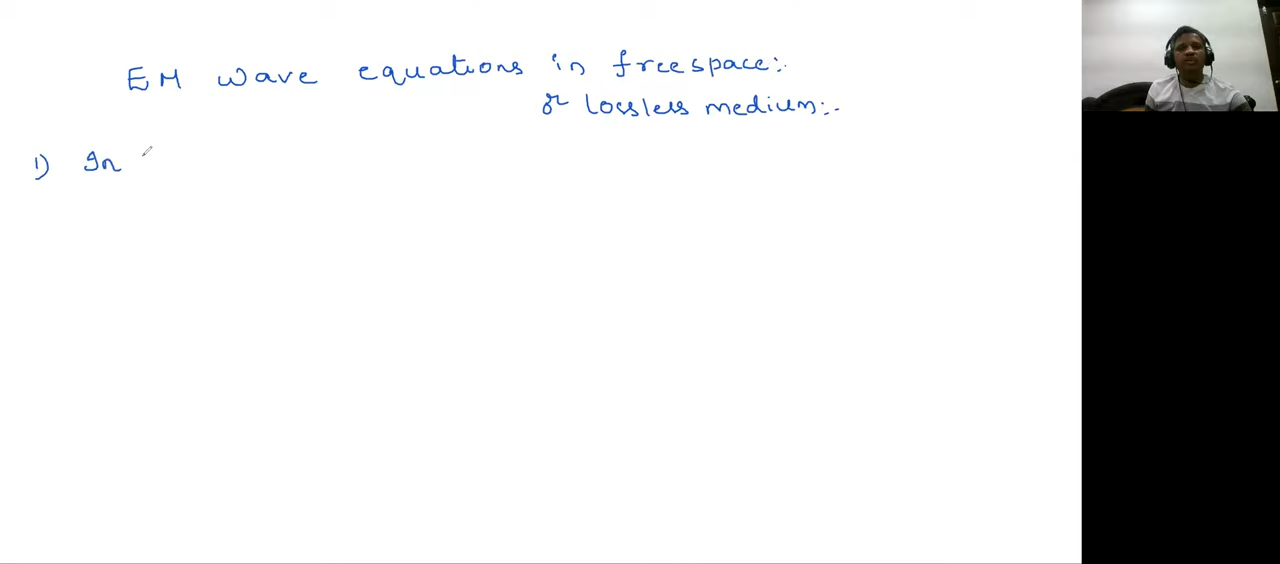 EM wave equations in freespace:-
or lossless medium:-
1) In